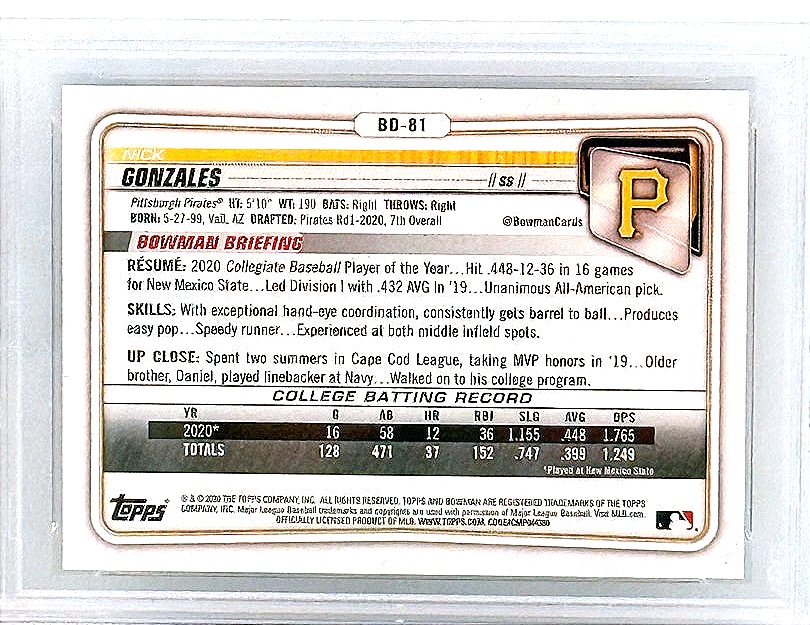 BD-81
NICK
GONZALES // SS //
Pittsburgh Pirates® HT: 5'10" WT: 190 BATS: Right THROWS: Right
BORN: 5-27-99, Vail, AZ DRAFTED: Pirates Rd1-2020, 7th Overall @BowmanCards
P
BOWMAN BRIEFING
RÉSUMÉ: 2020 Collegiate Baseball Player of the Year...Hit .448-12-36 in 16 games
for New Mexico State...Led Division I with .432 AVG in '19...Unanimous All-American pick.
SKILLS: With exceptional hand-eye coordination, consistently gets barrel to ball...Produces
easy pop...Speedy runner...Experienced at both middle infield spots.
UP CLOSE: Spent two summers in Cape Cod League, taking MVP honors in '19...Older
brother, Daniel, played linebacker at Navy...Walked on to his college program.
COLLEGE BATTING RECORD
YR G AB HR RBI SLG AVG OPS
2020* 16 58 12 36 1.155 .448 1.765
TOTALS 128 471 37 152 .747 .399 1.249
*Played at New Mexico State
Topps® ® & © 2020 THE TOPPS COMPANY, INC. ALL RIGHTS RESERVED. TOPPS AND BOWMAN ARE REGISTERED TRADEMARKS OF THE TOPPS
COMPANY, INC. Major League Baseball trademarks and copyrights are used with permission of Major League Baseball. Visit MLB.com.
OFFICIALLY LICENSED PRODUCT OF MLB. WWW.TOPPS.COM.